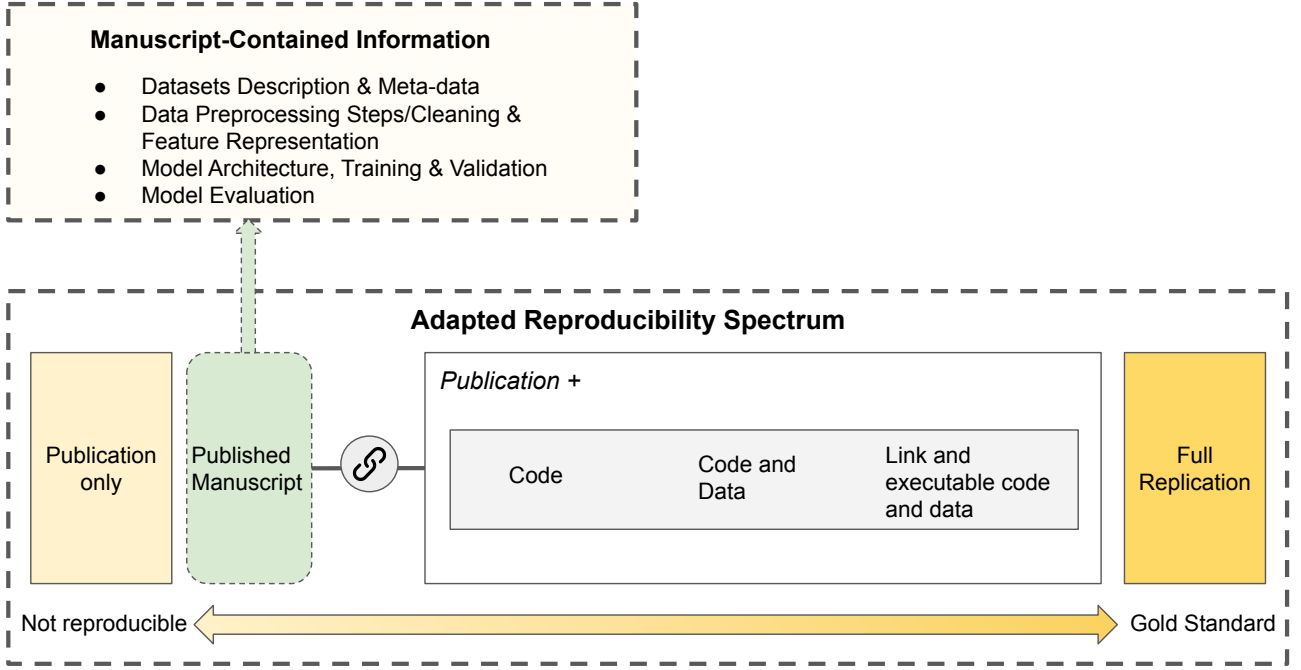 Manuscript-Contained Information
● Datasets Description & Meta-data
● Data Preprocessing Steps/Cleaning &
Feature Representation
● Model Architecture, Training & Validation
● Model Evaluation
Adapted Reproducibility Spectrum
Publication
only
Published
Manuscript
Publication +
Code
Code and
Data
Link and
executable code
and data
Full
Replication
Not reproducible
Gold Standard